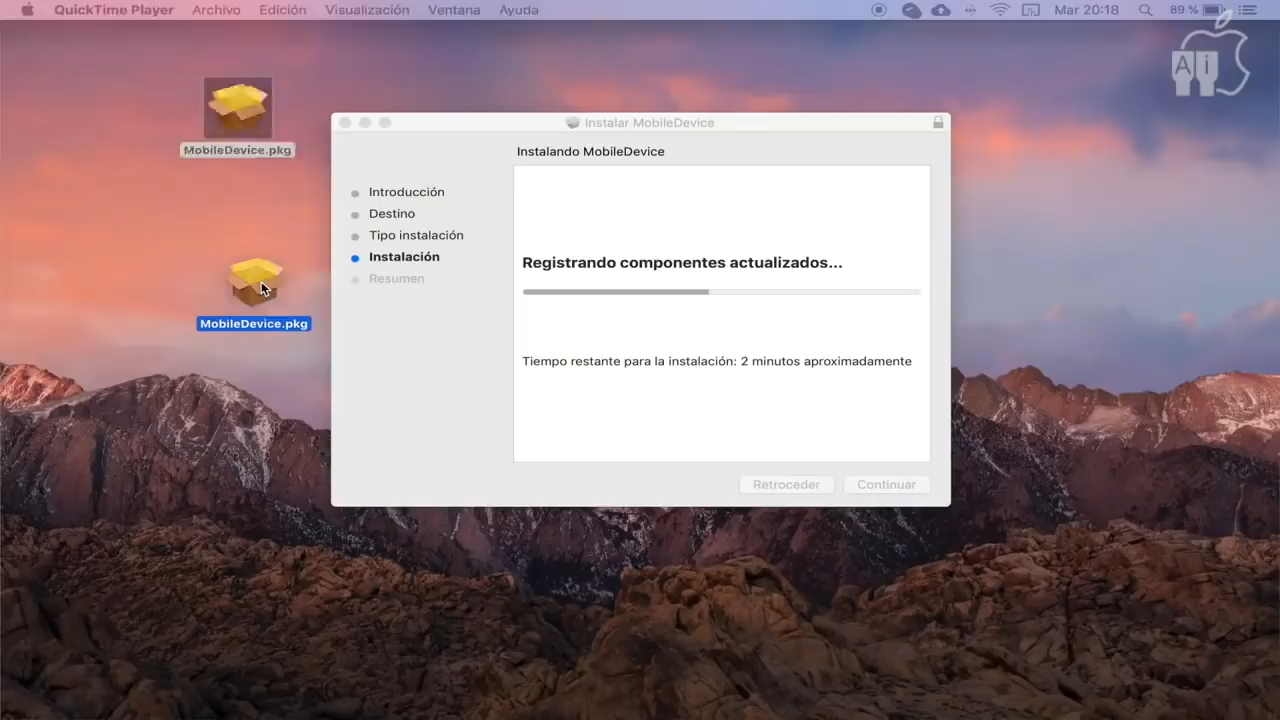 QuickTime Player Archivo Edición Visualización Ventana Ayuda Mar 20:18 89 %
Ai
MobileDevice.pkg
MobileDevice.pkg
Instalar MobileDevice
Instalando MobileDevice
Introducción
Destino
Tipo instalación
Instalación
Resumen
Registrando componentes actualizados...
Tiempo restante para la instalación: 2 minutos aproximadamente
Retroceder Continuar